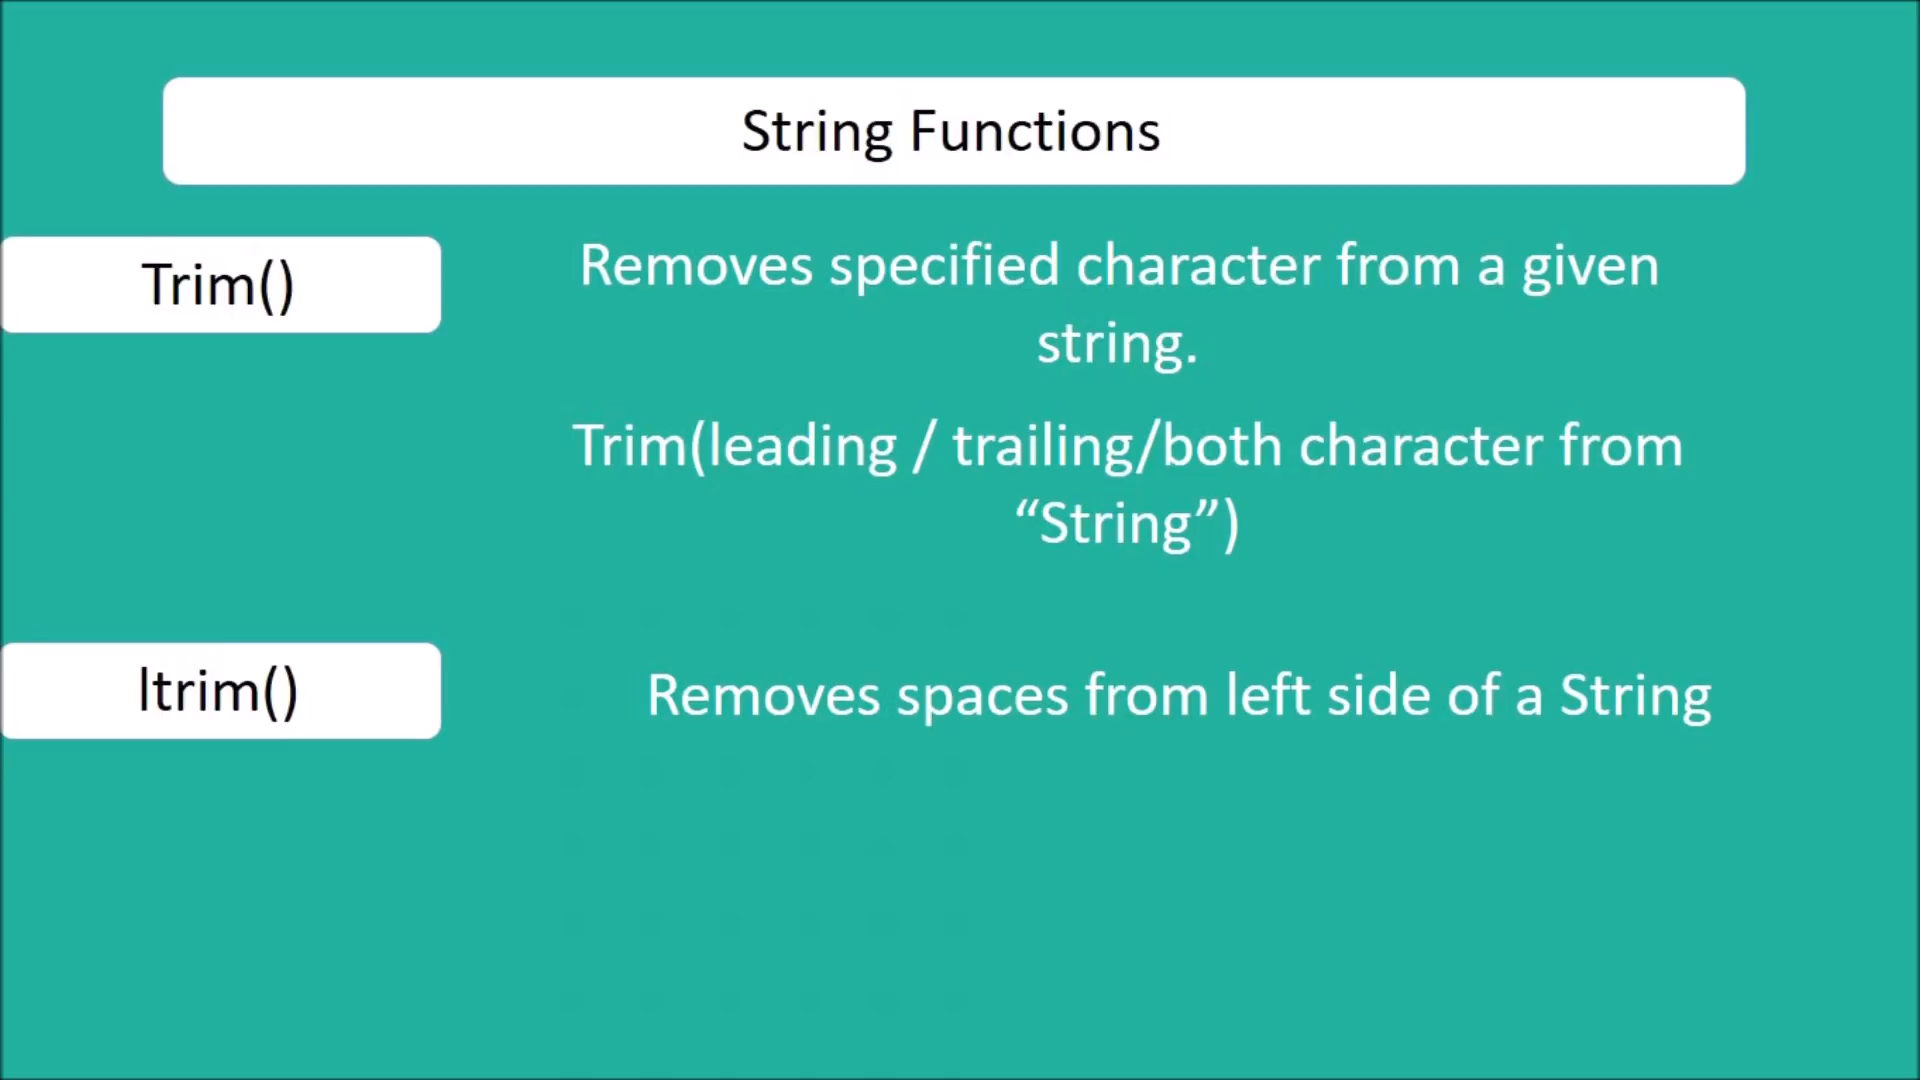 String Functions
Trim()
Removes specified character from a given
string.
Trim(leading / trailing/both character from
“String”)
ltrim()
Removes spaces from left side of a String